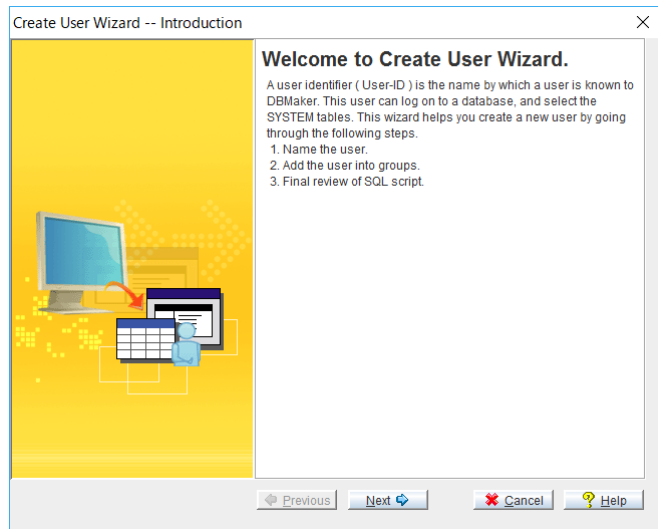 Create User Wizard -- Introduction
Welcome to Create User Wizard.
A user identifier ( User-ID ) is the name by which a user is known to
DBMaker. This user can log on to a database, and select the
SYSTEM tables. This wizard helps you create a new user by going
through the following steps.
1. Name the user.
2. Add the user into groups.
3. Final review of SQL script.
Previous Next Cancel Help